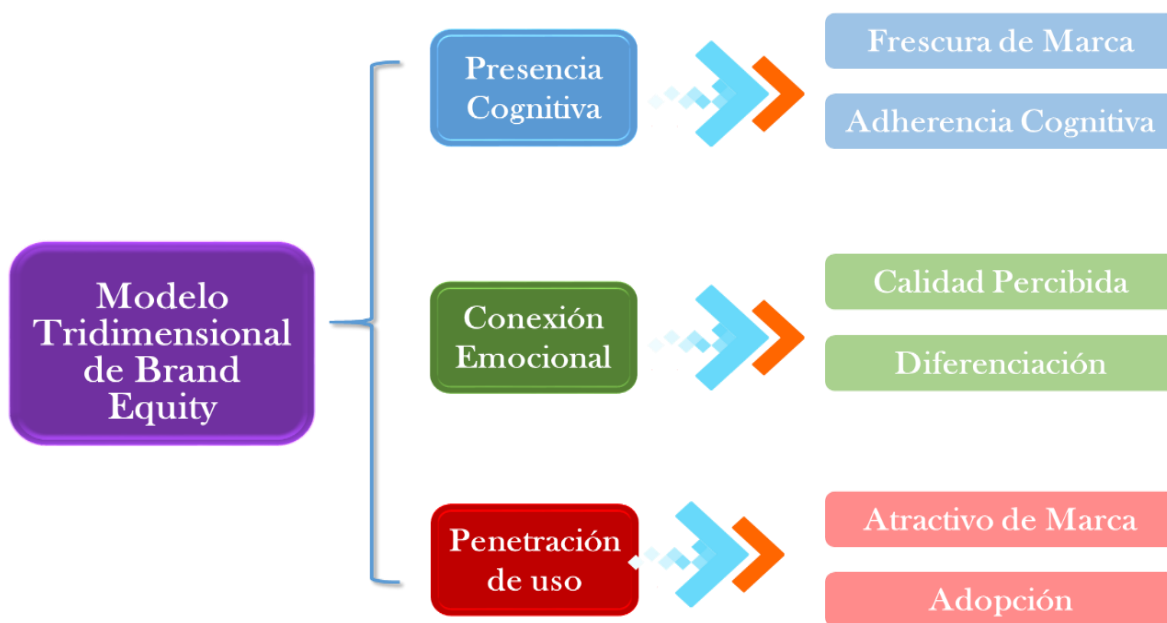 Modelo
Tridimensional
de Brand
Equity
Presencia
Cognitiva
Frescura de Marca
Adherencia Cognitiva
Conexión
Emocional
Calidad Percibida
Diferenciación
Penetración
de uso
Atractivo de Marca
Adopción